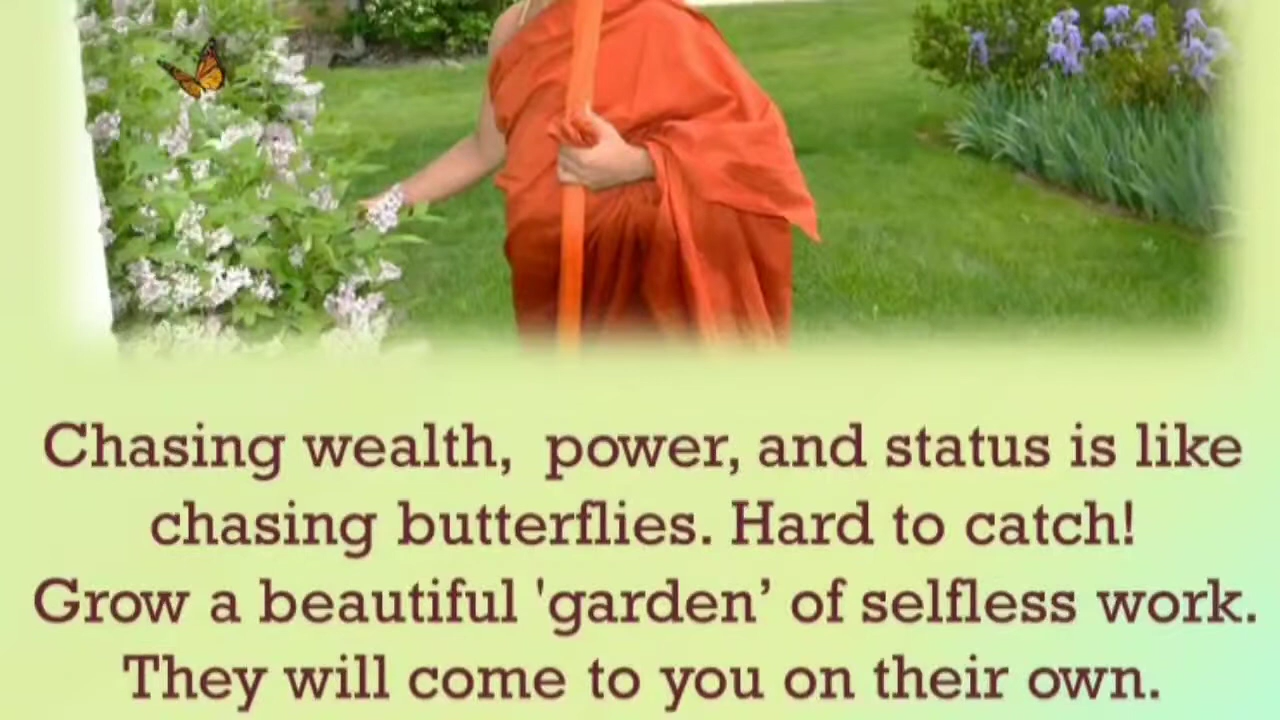 Chasing wealth,  power, and status is like
chasing butterflies. Hard to catch!
Grow a beautiful 'garden’ of selfless work.
They will come to you on their own.